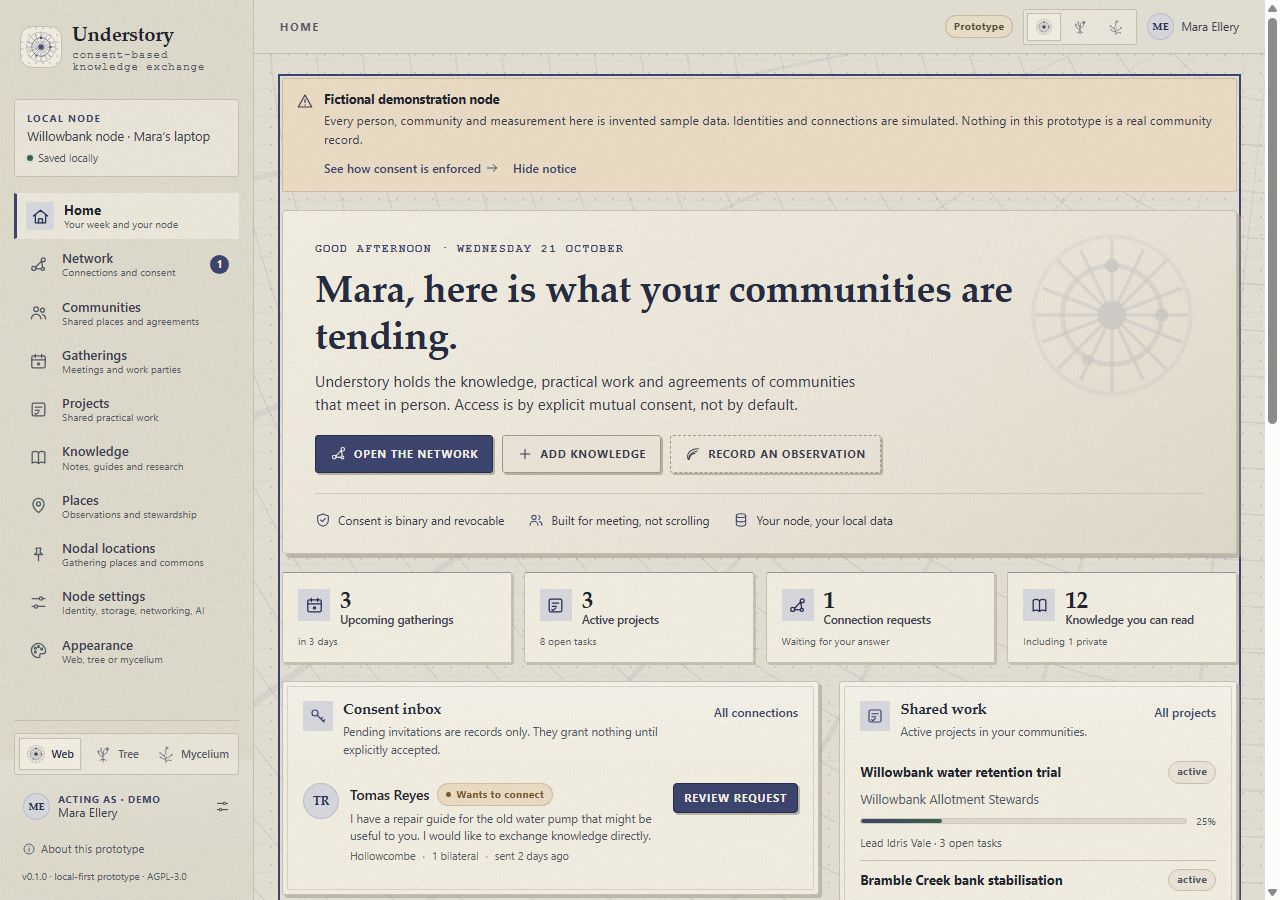 Understory
consent-based
knowledge exchange
LOCAL NODE
Willowbank node · Mara's laptop
Saved locally
Home
Your week and your node
Network
Connections and consent
1
Communities
Shared places and agreements
Gatherings
Meetings and work parties
Projects
Shared practical work
Knowledge
Notes, guides and research
Places
Observations and stewardship
Nodal locations
Gathering places and commons
Node settings
Identity, storage, networking, AI
Appearance
Web, tree or mycelium
Web
Tree
Mycelium
ME
ACTING AS · DEMO
Mara Ellery
About this prototype
v0.1.0 · local-first prototype · AGPL-3.0
HOME
Prototype
ME
Mara Ellery
Fictional demonstration node
Every person, community and measurement here is invented sample data. Identities and connections are simulated. Nothing in this prototype is a real community
record.
See how consent is enforced →
Hide notice
GOOD AFTERNOON · WEDNESDAY 21 OCTOBER
Mara, here is what your communities are
tending.
Understory holds the knowledge, practical work and agreements of communities
that meet in person. Access is by explicit mutual consent, not by default.
OPEN THE NETWORK
ADD KNOWLEDGE
RECORD AN OBSERVATION
Consent is binary and revocable
Built for meeting, not scrolling
Your node, your local data
3
Upcoming gatherings
in 3 days
3
Active projects
8 open tasks
1
Connection requests
Waiting for your answer
12
Knowledge you can read
Including 1 private
Consent inbox
All connections
Pending invitations are records only. They grant nothing until
explicitly accepted.
TR
Tomas Reyes
Wants to connect
REVIEW REQUEST
I have a repair guide for the old water pump that might be
useful to you. I would like to exchange knowledge directly.
Hollowcombe · 1 bilateral · sent 2 days ago
Shared work
All projects
Active projects in your communities.
Willowbank water retention trial
active
Willowbank Allotment Stewards
25%
Lead Idris Vale · 3 open tasks
Bramble Creek bank stabilisation
active